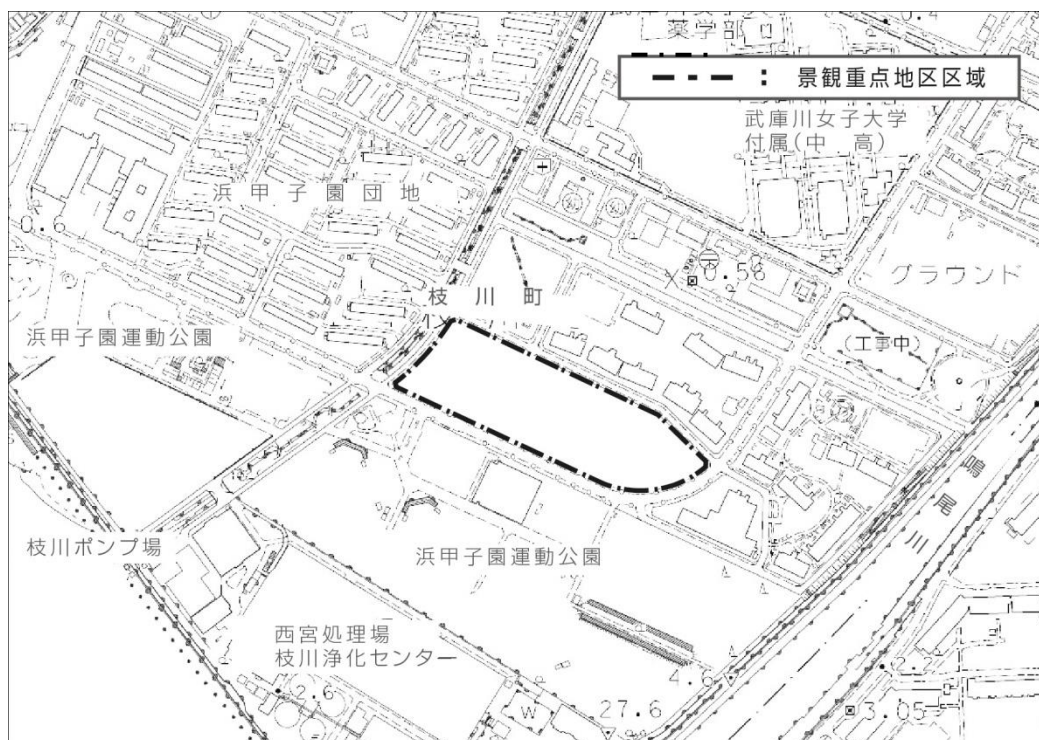 薬学部
： 景観重点地区区域
武庫川女子大学
付属(中 高)
浜甲子園団地
グラウンド
0.58
枝川町
(工事中)
浜甲子園運動公園
鳴尾川
枝川ポンプ場
浜甲子園運動公園
西宮処理場
枝川浄化センター
2.6
W
27.6
4.6
2.2
3.05